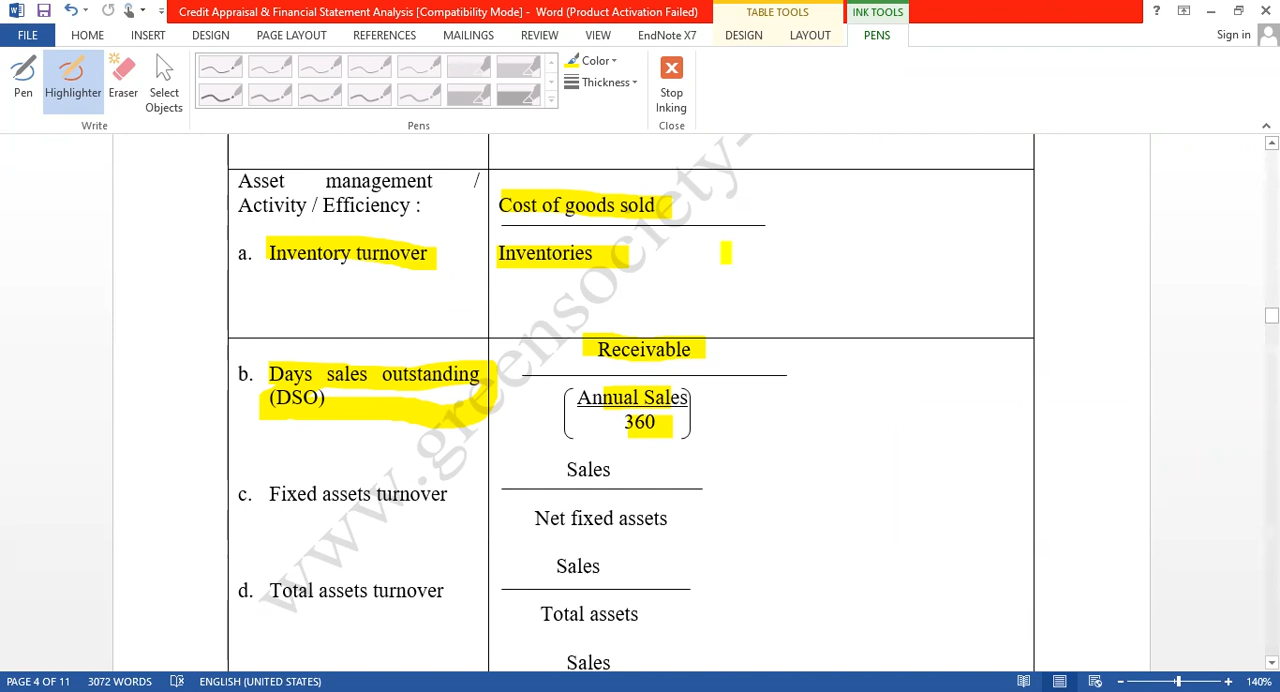 Credit Appraisal & Financial Statement Analysis [Compatibility Mode] - Word (Product Activation Failed)
TABLE TOOLS
INK TOOLS
FILE HOME INSERT DESIGN PAGE LAYOUT REFERENCES MAILINGS REVIEW VIEW EndNote X7 DESIGN LAYOUT PENS
Sign in
Pen Highlighter Eraser Select Objects
Color
Thickness
Stop Inking
Write Pens Close
Asset management /
Activity / Efficiency :
Cost of goods sold
a. Inventory turnover
Inventories
Receivable
b. Days sales outstanding
(DSO)
Annual Sales
360
Sales
c. Fixed assets turnover
Net fixed assets
Sales
d. Total assets turnover
Total assets
Sales
www.greensociety-
PAGE 4 OF 11 3072 WORDS ENGLISH (UNITED STATES) 140%